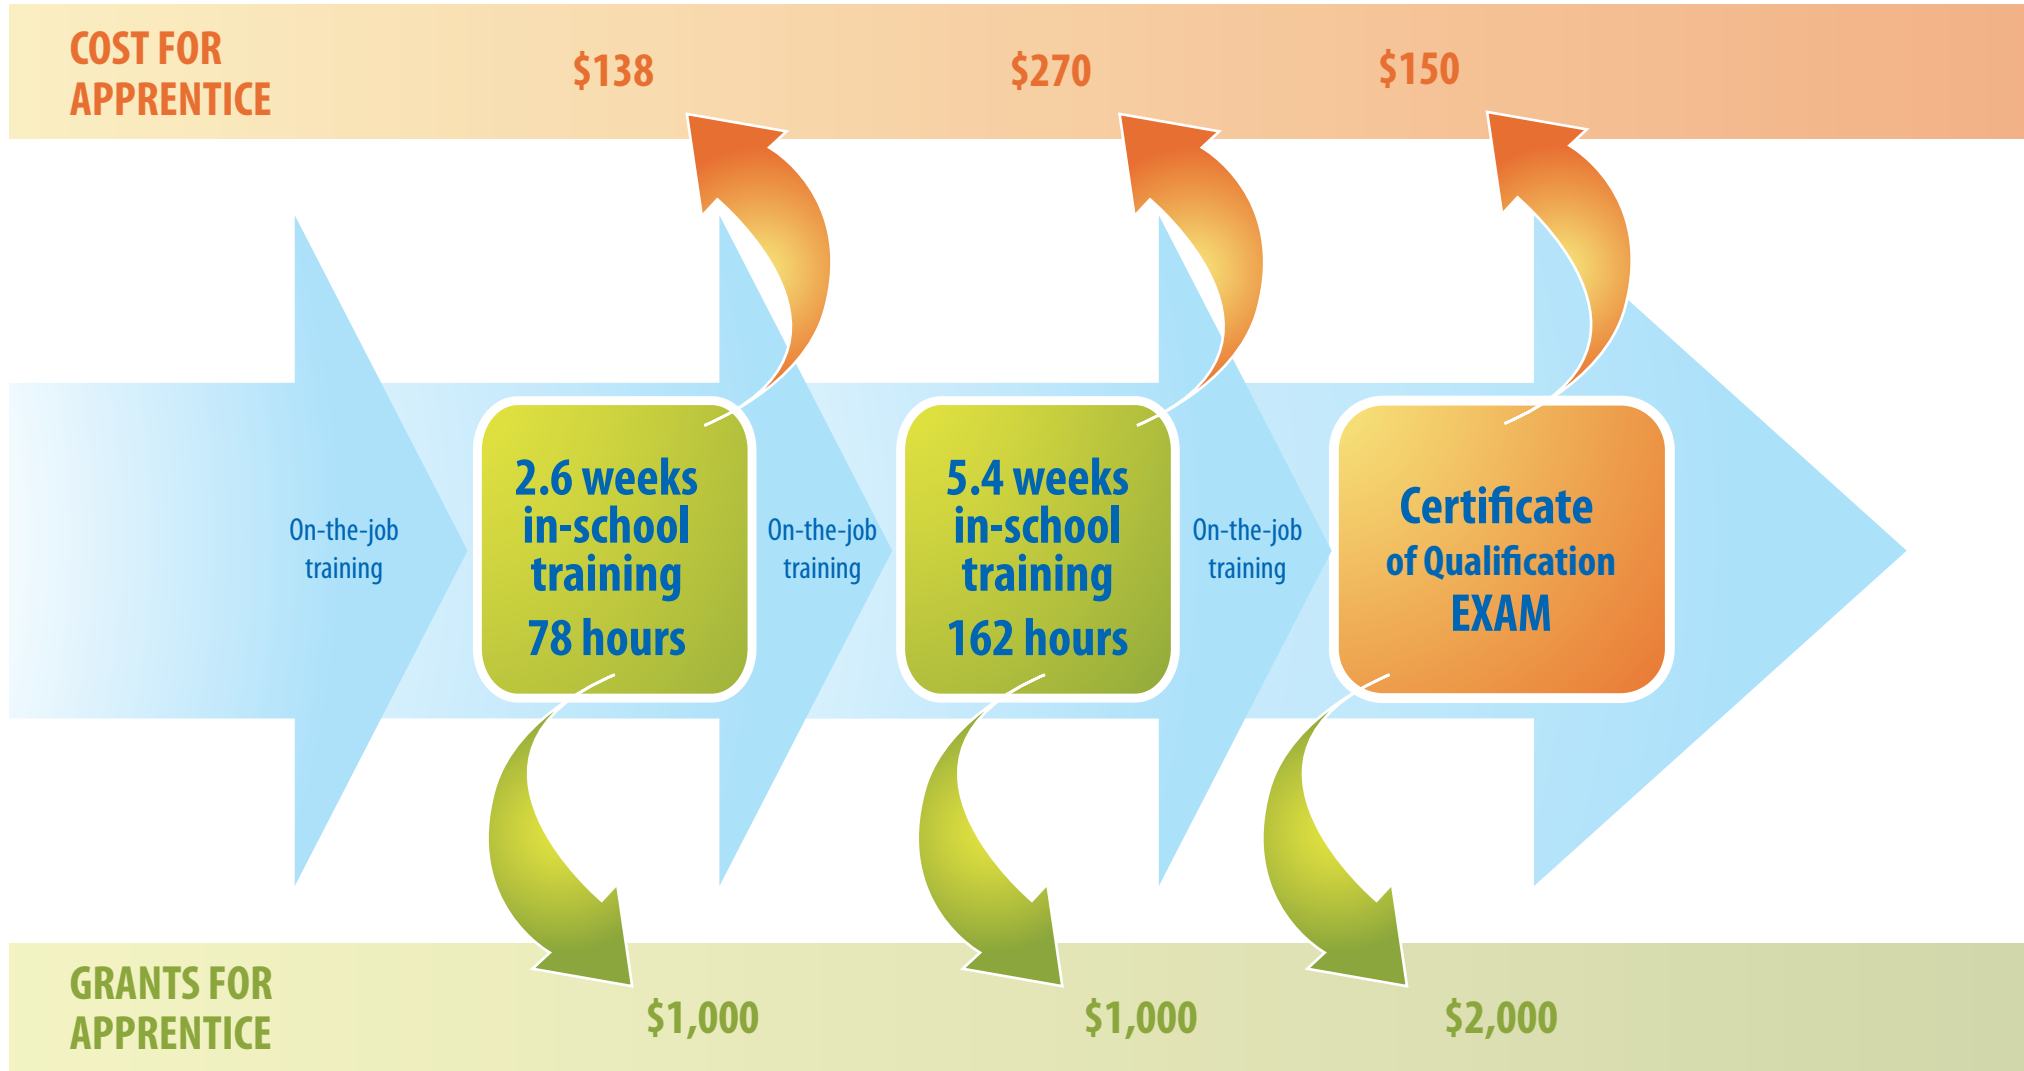 COST FOR
APPRENTICE
$138
$270
$150
On-the-job
training
2.6 weeks
in-school
training
78 hours
On-the-job
training
5.4 weeks
in-school
training
162 hours
On-the-job
training
Certificate
of Qualification
EXAM
GRANTS FOR
APPRENTICE
$1,000
$1,000
$2,000